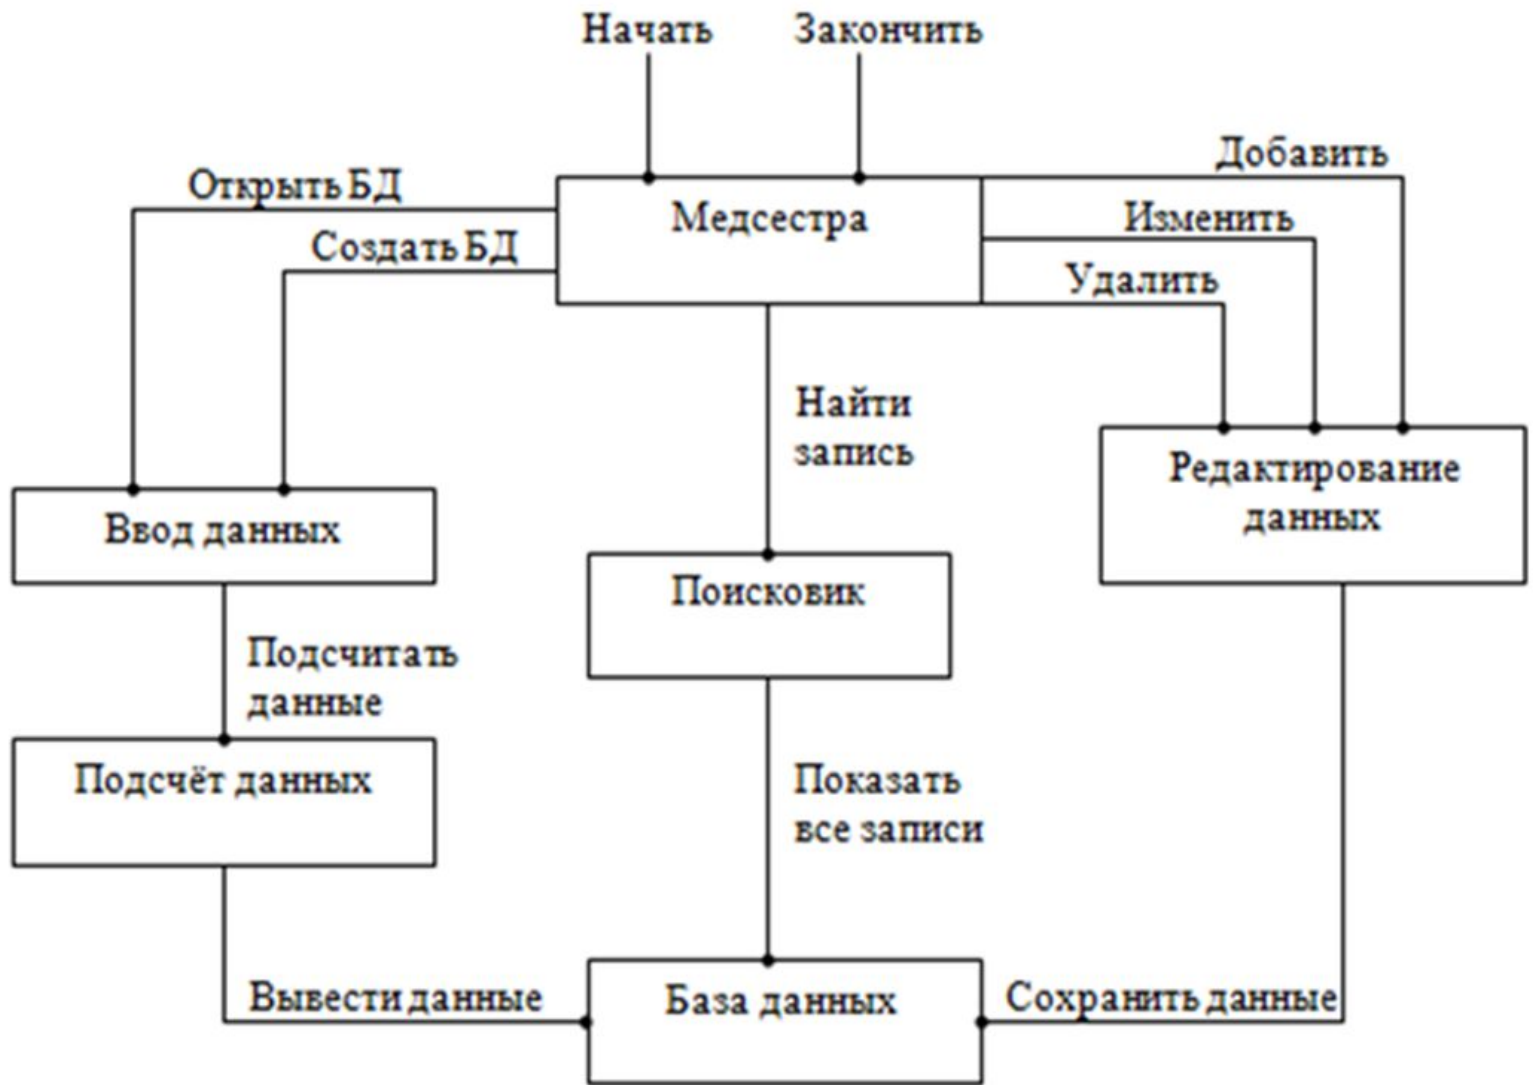 Начать
Закончить
Добавить
Открыть БД
Медсестра
Изменить
Создать БД
Удалить
Найти
запись
Редактирование
данных
Ввод данных
Поисковик
Подсчитать
данные
Подсчёт данных
Показать
все записи
Вывести данные
База данных
Сохранить данные